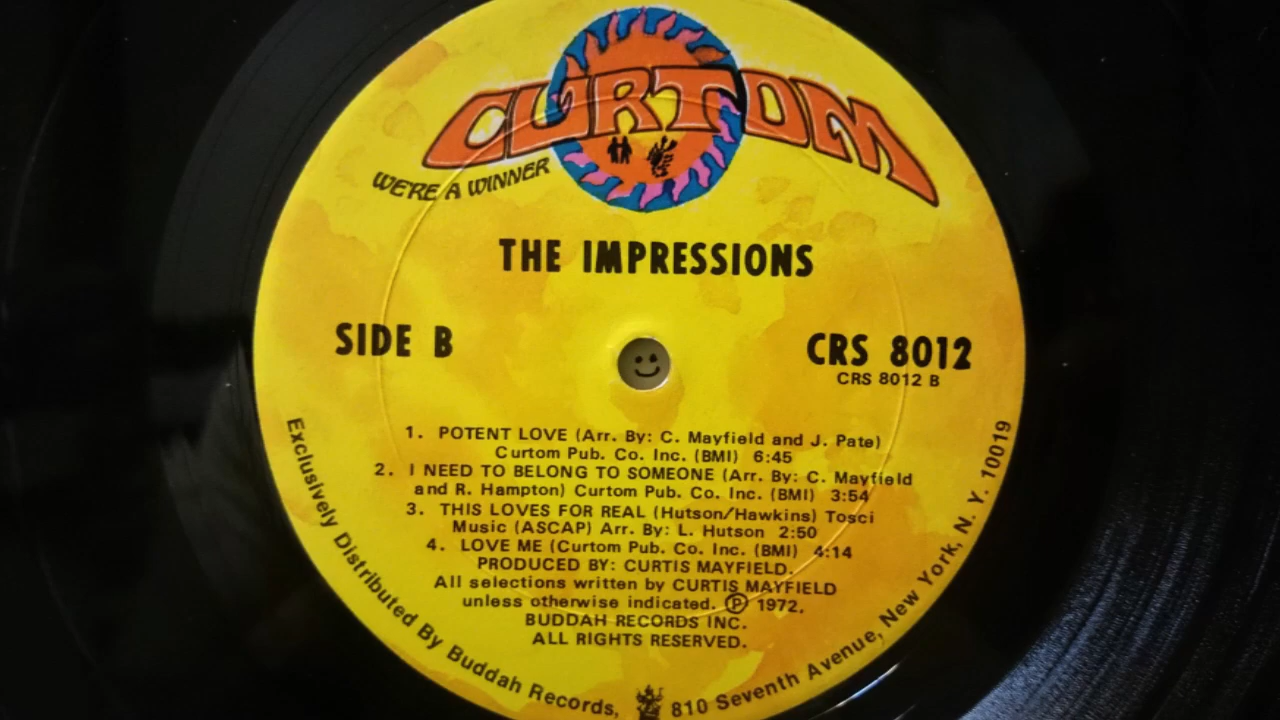 CURTOM
WE'RE A WINNER
THE IMPRESSIONS
SIDE B
CRS 8012
CRS 8012 B
1. POTENT LOVE (Arr. By: C. Mayfield and J. Pate)
Curtom Pub. Co. Inc. (BMI) 6:45
2. I NEED TO BELONG TO SOMEONE (Arr. By: C. Mayfield
and R. Hampton) Curtom Pub. Co. Inc. (BMI) 3:54
3. THIS LOVES FOR REAL (Hutson/Hawkins) Tosci
Music (ASCAP) Arr. By: L. Hutson 2:50
4. LOVE ME (Curtom Pub. Co. Inc. (BMI) 4:14
PRODUCED BY: CURTIS MAYFIELD.
All selections written by CURTIS MAYFIELD
unless otherwise indicated. Ⓟ 1972,
BUDDAH RECORDS INC.
ALL RIGHTS RESERVED.
Exclusively Distributed By Buddah Records, 810 Seventh Avenue, New York, N. Y. 10019